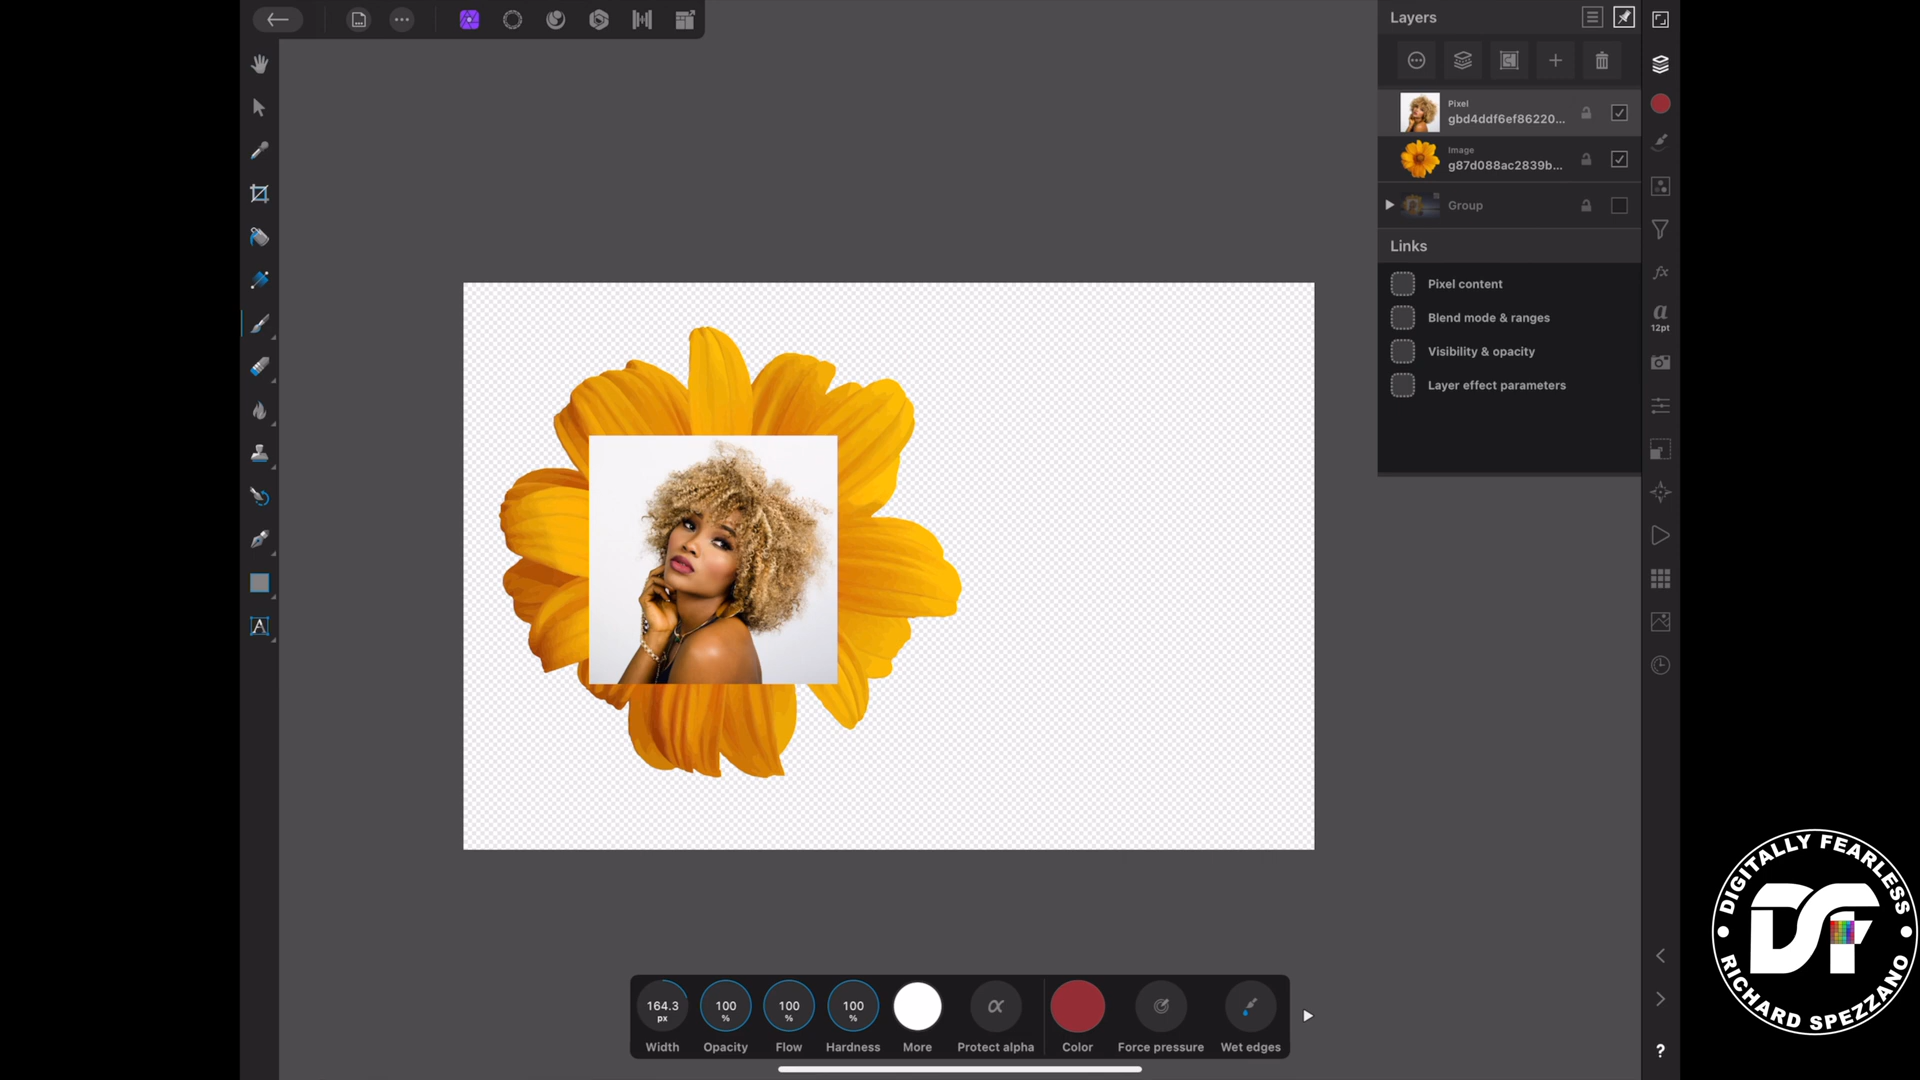 Layers
Pixel
gbd4ddf6ef86220...
Image
g87d088ac2839b...
Group
Links
Pixel content
Blend mode & ranges
Visibility & opacity
Layer effect parameters
a
12pt
fx
A
164.3
px
100
%
100
%
100
%
α
Width
Opacity
Flow
Hardness
More
Protect alpha
Color
Force pressure
Wet edges
?
DIGITALLY FEARLESS
DF
RICHARD SPEZZANO